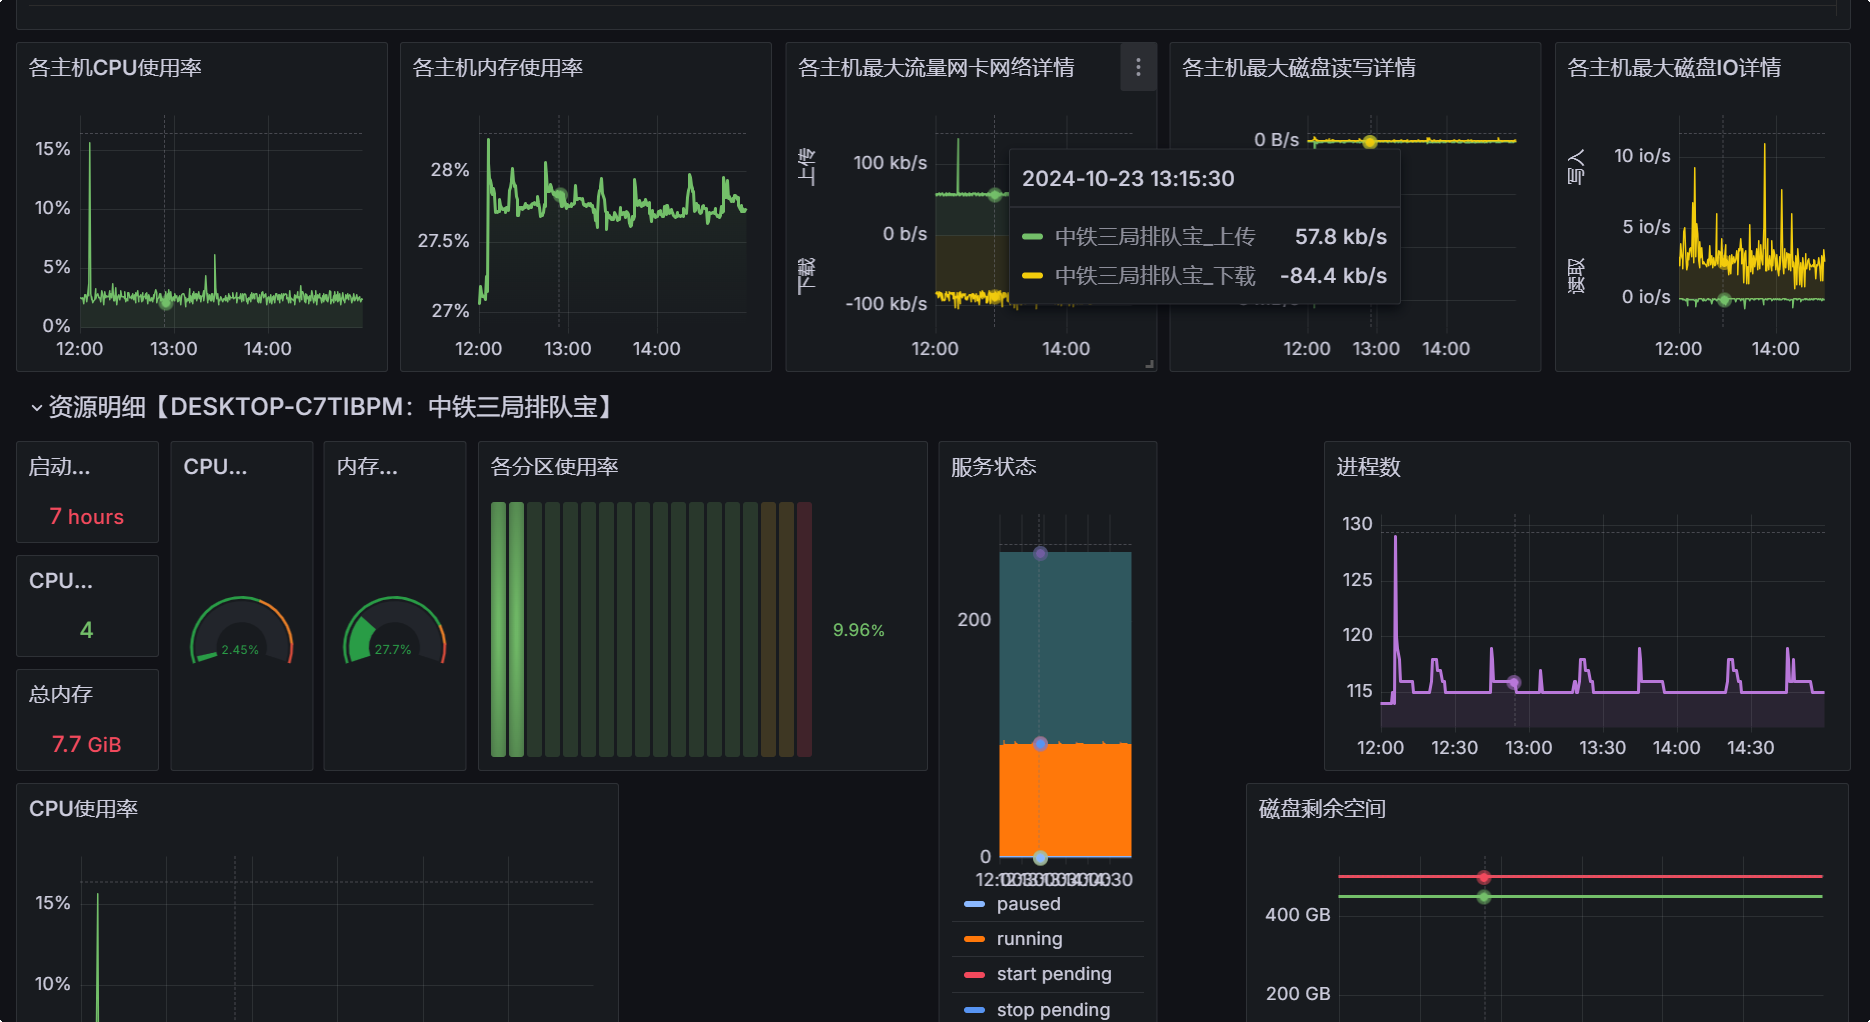 各主机CPU使用率
15%
10%
5%
0%
12:00 13:00 14:00
各主机内存使用率
28%
27.5%
27%
12:00 13:00 14:00
各主机最大流量网卡网络详情
上传
下载
100 kb/s
0 b/s
-100 kb/s
12:00 14:00
2024-10-23 13:15:30
中铁三局排队宝_上传 57.8 kb/s
中铁三局排队宝_下载 -84.4 kb/s
各主机最大磁盘读写详情
0 B/s
12:00 13:00 14:00
各主机最大磁盘IO详情
写入
读取
10 io/s
5 io/s
0 io/s
12:00 14:00
资源明细【DESKTOP-C7TIBPM：中铁三局排队宝】
启动...
7 hours
CPU...
4
总内存
7.7 GiB
CPU...
2.45%
内存...
27.7%
各分区使用率
9.96%
服务状态
200
0
paused
running
start pending
stop pending
进程数
130
125
120
115
12:00 12:30 13:00 13:30 14:00 14:30
CPU使用率
15%
10%
磁盘剩余空间
400 GB
200 GB